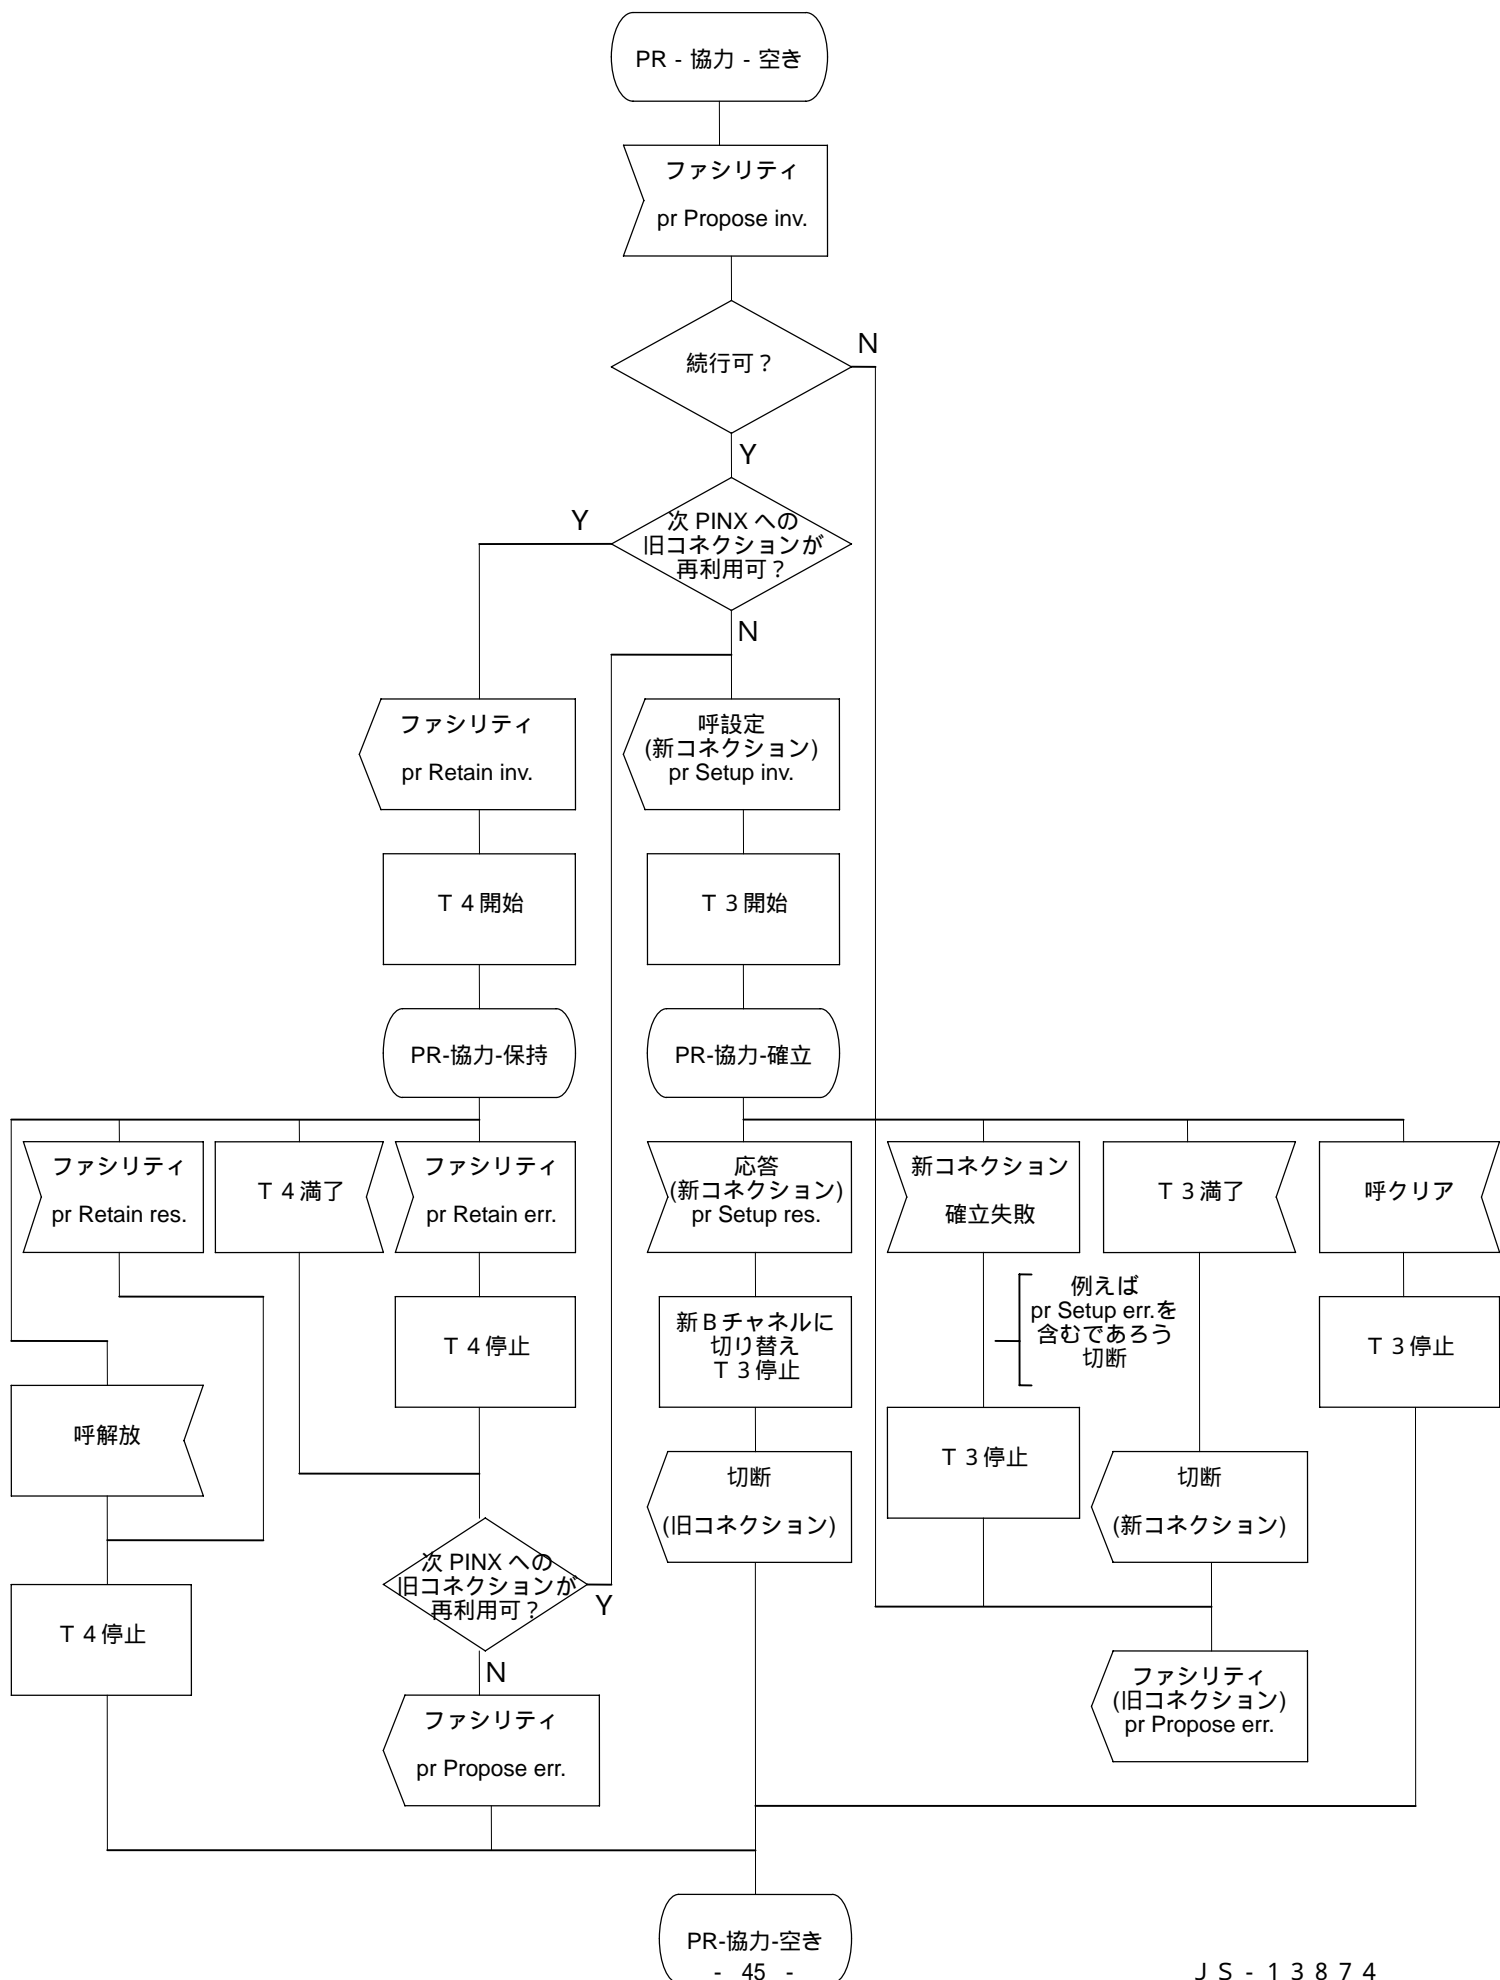 PR - 協力 - 空き
ファシリティ
pr Propose inv.
続行可？
N
Y
次 PINX への
旧コネクションが
再利用可？
Y
N
ファシリティ
pr Retain inv.
呼設定
(新コネクション)
pr Setup inv.
Ｔ４開始
Ｔ３開始
PR-協力-保持
PR-協力-確立
ファシリティ
pr Retain res.
Ｔ４満了
ファシリティ
pr Retain err.
応答
(新コネクション)
pr Setup res.
新コネクション
確立失敗
Ｔ３満了
呼クリア
例えば
pr Setup err.を
含むであろう
切断
Ｔ４停止
新Ｂチャネルに
切り替え
Ｔ３停止
Ｔ３停止
呼解放
Ｔ３停止
切断
(旧コネクション)
切断
(新コネクション)
次 PINX への
旧コネクションが
再利用可？
Y
N
Ｔ４停止
ファシリティ
pr Propose err.
ファシリティ
(旧コネクション)
pr Propose err.
PR-協力-空き
- 45 -
ＪＳ-１３８７４